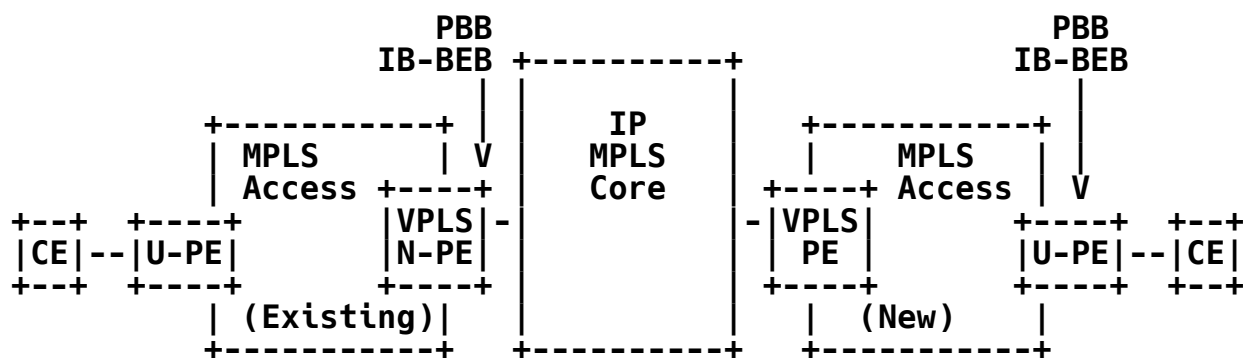 PBB PBB
IB-BEB IB-BEB
IP
MPLS MPLS MPLS
V
Access Core Access
V
VPLS VPLS
CE -- U-PE N-PE - - PE U-PE -- CE
(Existing) (New)